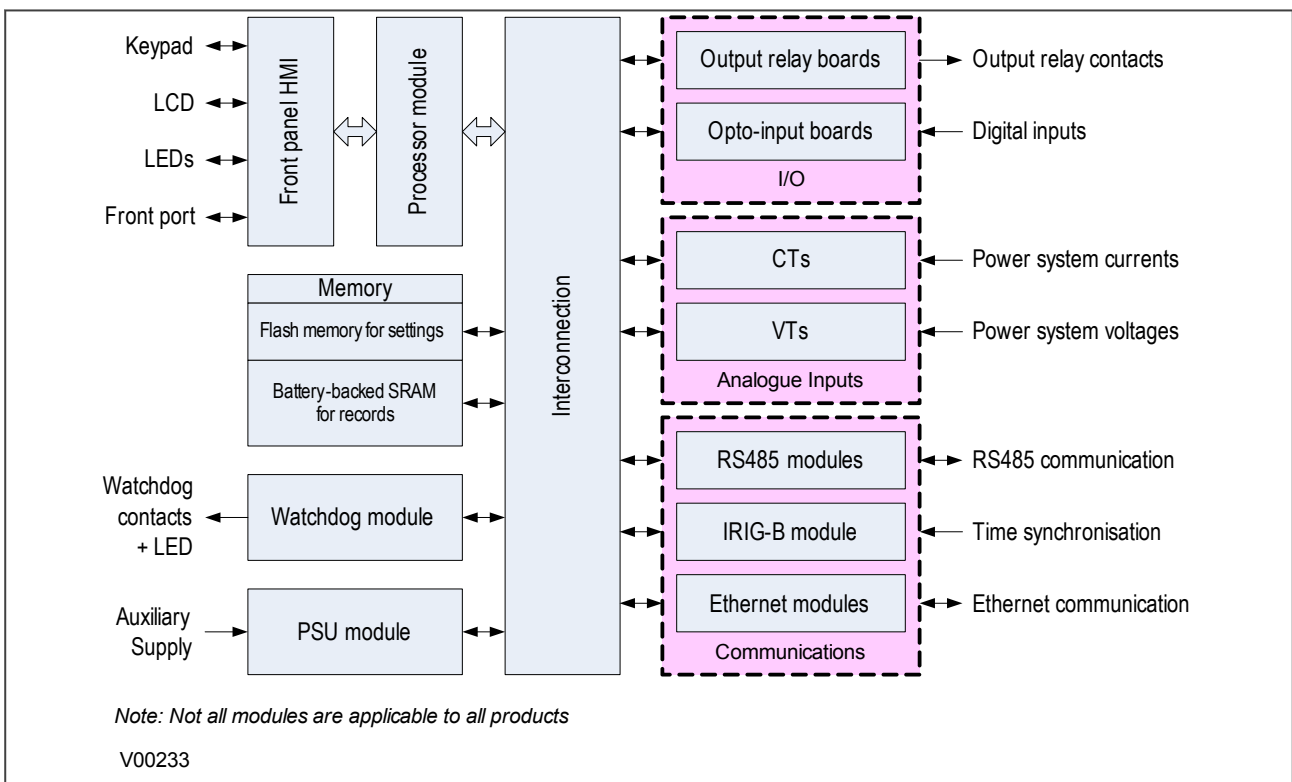 Keypad
LCD
LEDs
Front port
Front panel HMI
Processor module
Memory
Flash memory for settings
Battery-backed SRAM
for records
Watchdog
contacts
+ LED
Watchdog module
Auxiliary
Supply
PSU module
Interconnection
Output relay boards
Output relay contacts
Opto-input boards
Digital inputs
I/O
CTs
Power system currents
VTs
Power system voltages
Analogue Inputs
RS485 modules
RS485 communication
IRIG-B module
Time synchronisation
Ethernet modules
Ethernet communication
Communications
Note: Not all modules are applicable to all products
V00233